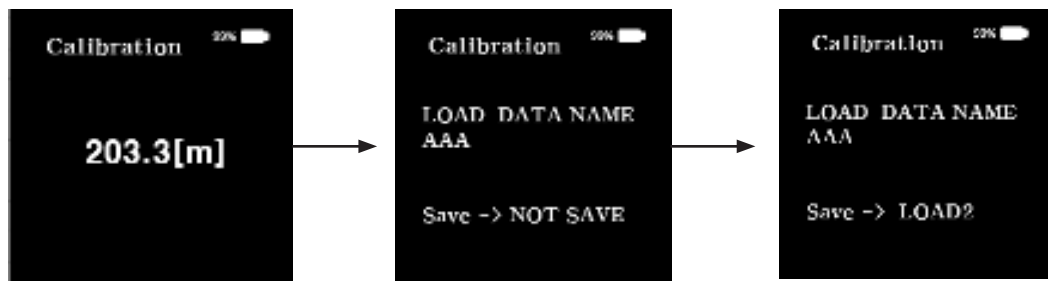 Calibration 99%
203.3[m]
Calibration 99%
LOAD DATA NAME
AAA
Save -> NOT SAVE
Calibration 99%
LOAD DATA NAME
AAA
Save -> LOAD2